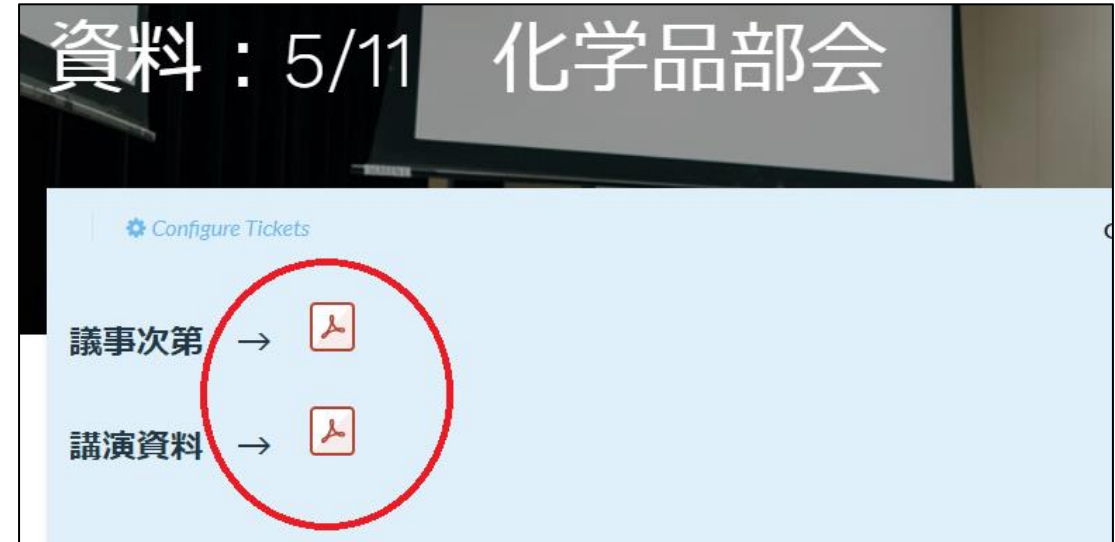 資料：5/11　化学品部会
Configure Tickets
議事次第　→
講演資料　→